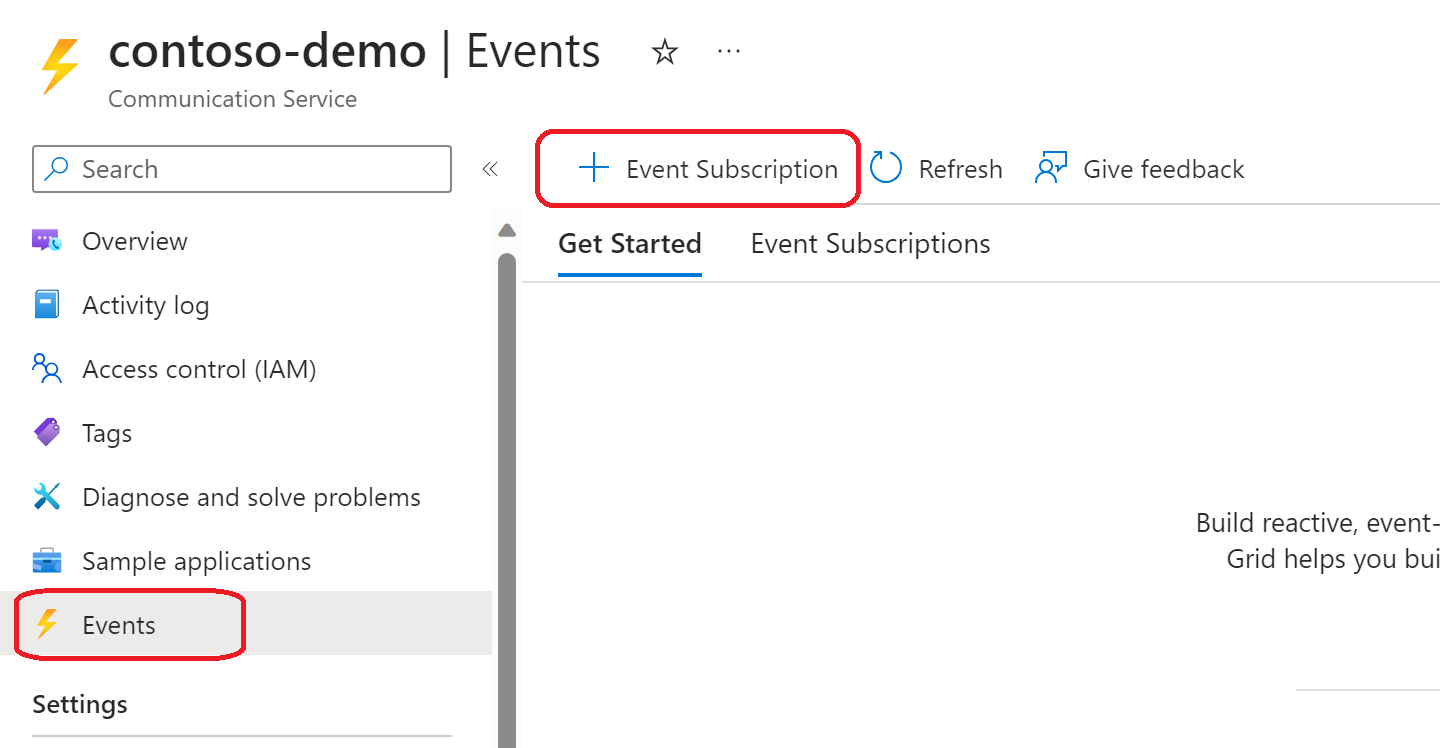 contoso-demo | Events
Communication Service
Search
Overview
Activity log
Access control (IAM)
Tags
Diagnose and solve problems
Sample applications
Events
Settings
Event Subscription Refresh Give feedback
Get Started Event Subscriptions
Build reactive, event-
Grid helps you bui